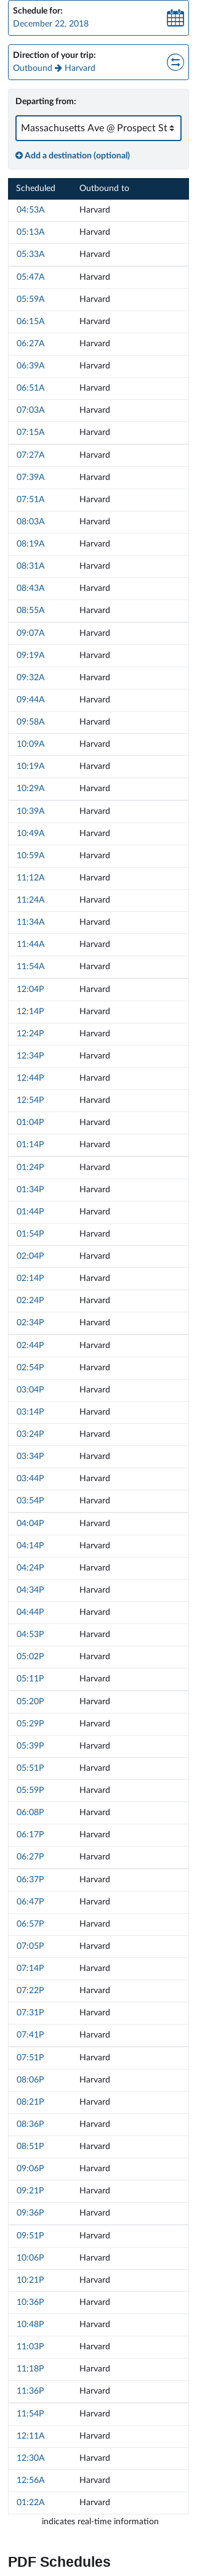 Schedule for:
December 22, 2018
Direction of your trip:
Outbound → Harvard
Departing from:
Massachusetts Ave @ Prospect St
Add a destination (optional)
Scheduled Outbound to
04:53A Harvard
05:13A Harvard
05:33A Harvard
05:47A Harvard
05:59A Harvard
06:15A Harvard
06:27A Harvard
06:39A Harvard
06:51A Harvard
07:03A Harvard
07:15A Harvard
07:27A Harvard
07:39A Harvard
07:51A Harvard
08:03A Harvard
08:19A Harvard
08:31A Harvard
08:43A Harvard
08:55A Harvard
09:07A Harvard
09:19A Harvard
09:32A Harvard
09:44A Harvard
09:58A Harvard
10:09A Harvard
10:19A Harvard
10:29A Harvard
10:39A Harvard
10:49A Harvard
10:59A Harvard
11:12A Harvard
11:24A Harvard
11:34A Harvard
11:44A Harvard
11:54A Harvard
12:04P Harvard
12:14P Harvard
12:24P Harvard
12:34P Harvard
12:44P Harvard
12:54P Harvard
01:04P Harvard
01:14P Harvard
01:24P Harvard
01:34P Harvard
01:44P Harvard
01:54P Harvard
02:04P Harvard
02:14P Harvard
02:24P Harvard
02:34P Harvard
02:44P Harvard
02:54P Harvard
03:04P Harvard
03:14P Harvard
03:24P Harvard
03:34P Harvard
03:44P Harvard
03:54P Harvard
04:04P Harvard
04:14P Harvard
04:24P Harvard
04:34P Harvard
04:44P Harvard
04:53P Harvard
05:02P Harvard
05:11P Harvard
05:20P Harvard
05:29P Harvard
05:39P Harvard
05:51P Harvard
05:59P Harvard
06:08P Harvard
06:17P Harvard
06:27P Harvard
06:37P Harvard
06:47P Harvard
06:57P Harvard
07:05P Harvard
07:14P Harvard
07:22P Harvard
07:31P Harvard
07:41P Harvard
07:51P Harvard
08:06P Harvard
08:21P Harvard
08:36P Harvard
08:51P Harvard
09:06P Harvard
09:21P Harvard
09:36P Harvard
09:51P Harvard
10:06P Harvard
10:21P Harvard
10:36P Harvard
10:48P Harvard
11:03P Harvard
11:18P Harvard
11:36P Harvard
11:54P Harvard
12:11A Harvard
12:30A Harvard
12:56A Harvard
01:22A Harvard
indicates real-time information
PDF Schedules